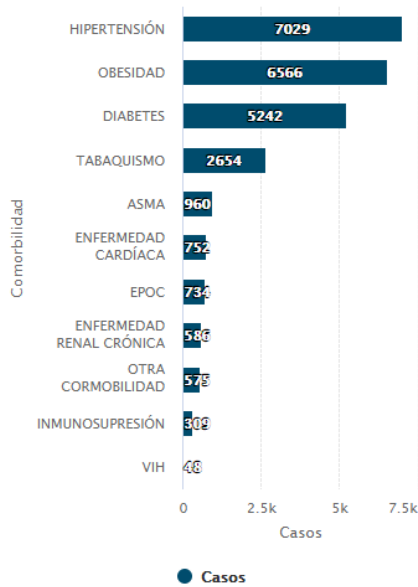 HIPERTENSIÓN
7029
OBESIDAD
6566
DIABETES
5242
TABAQUISMO
2654
ASMA
960
ENFERMEDAD
CARDÍACA
752
EPOC
734
ENFERMEDAD
RENAL CRÓNICA
586
OTRA
CORMOBILIDAD
575
INMUNOSUPRESIÓN
309
VIH
48
Comorbilidad
0
2.5k
5k
7.5k
Casos
Casos